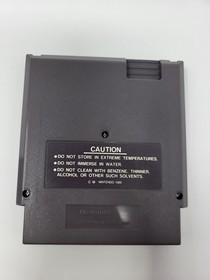 CAUTION
●DO NOT STORE IN EXTREME TEMPERATURES.
●DO NOT IMMERSE IN WATER.
●DO NOT CLEAN WITH BENZENE, THINNER,
ALCOHOL OR OTHER SUCH SOLVENTS.
NINTENDO